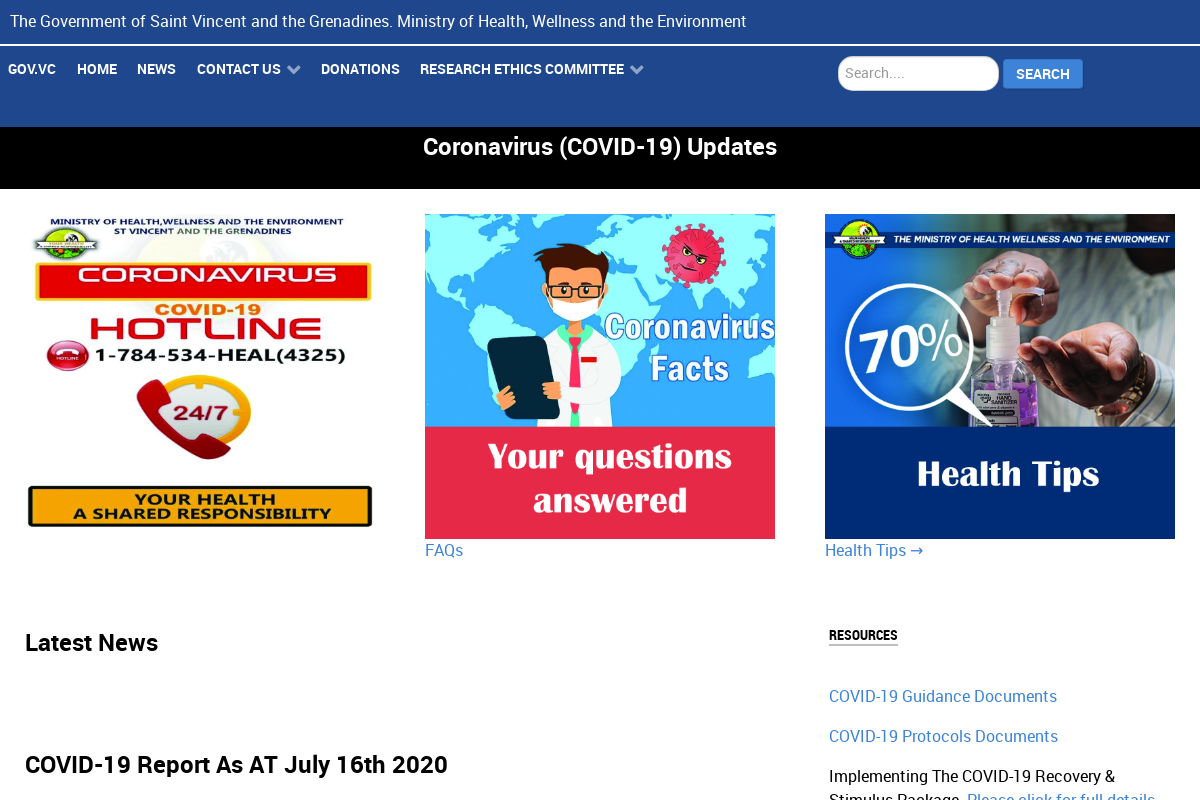 The Government of Saint Vincent and the Grenadines. Ministry of Health, Wellness and the Environment
GOV.VC HOME NEWS CONTACT US DONATIONS RESEARCH ETHICS COMMITTEE
Search....
SEARCH
Coronavirus (COVID-19) Updates
MINISTRY OF HEALTH,WELLNESS AND THE ENVIRONMENT
ST VINCENT AND THE GRENADINES
CORONAVIRUS
COVID-19
HOTLINE
HOTLINE
1-784-534-HEAL(4325)
24/7
YOUR HEALTH
A SHARED RESPONSIBILITY
Coronavirus
Facts
Your questions
answered
FAQs
THE MINISTRY OF HEALTH WELLNESS AND THE ENVIRONMENT
70%
HAND
SANITIZER
Health Tips
Health Tips →
Latest News
COVID-19 Report As AT July 16th 2020
RESOURCES
COVID-19 Guidance Documents
COVID-19 Protocols Documents
Implementing The COVID-19 Recovery &
Stimulus Package. Please click for full details